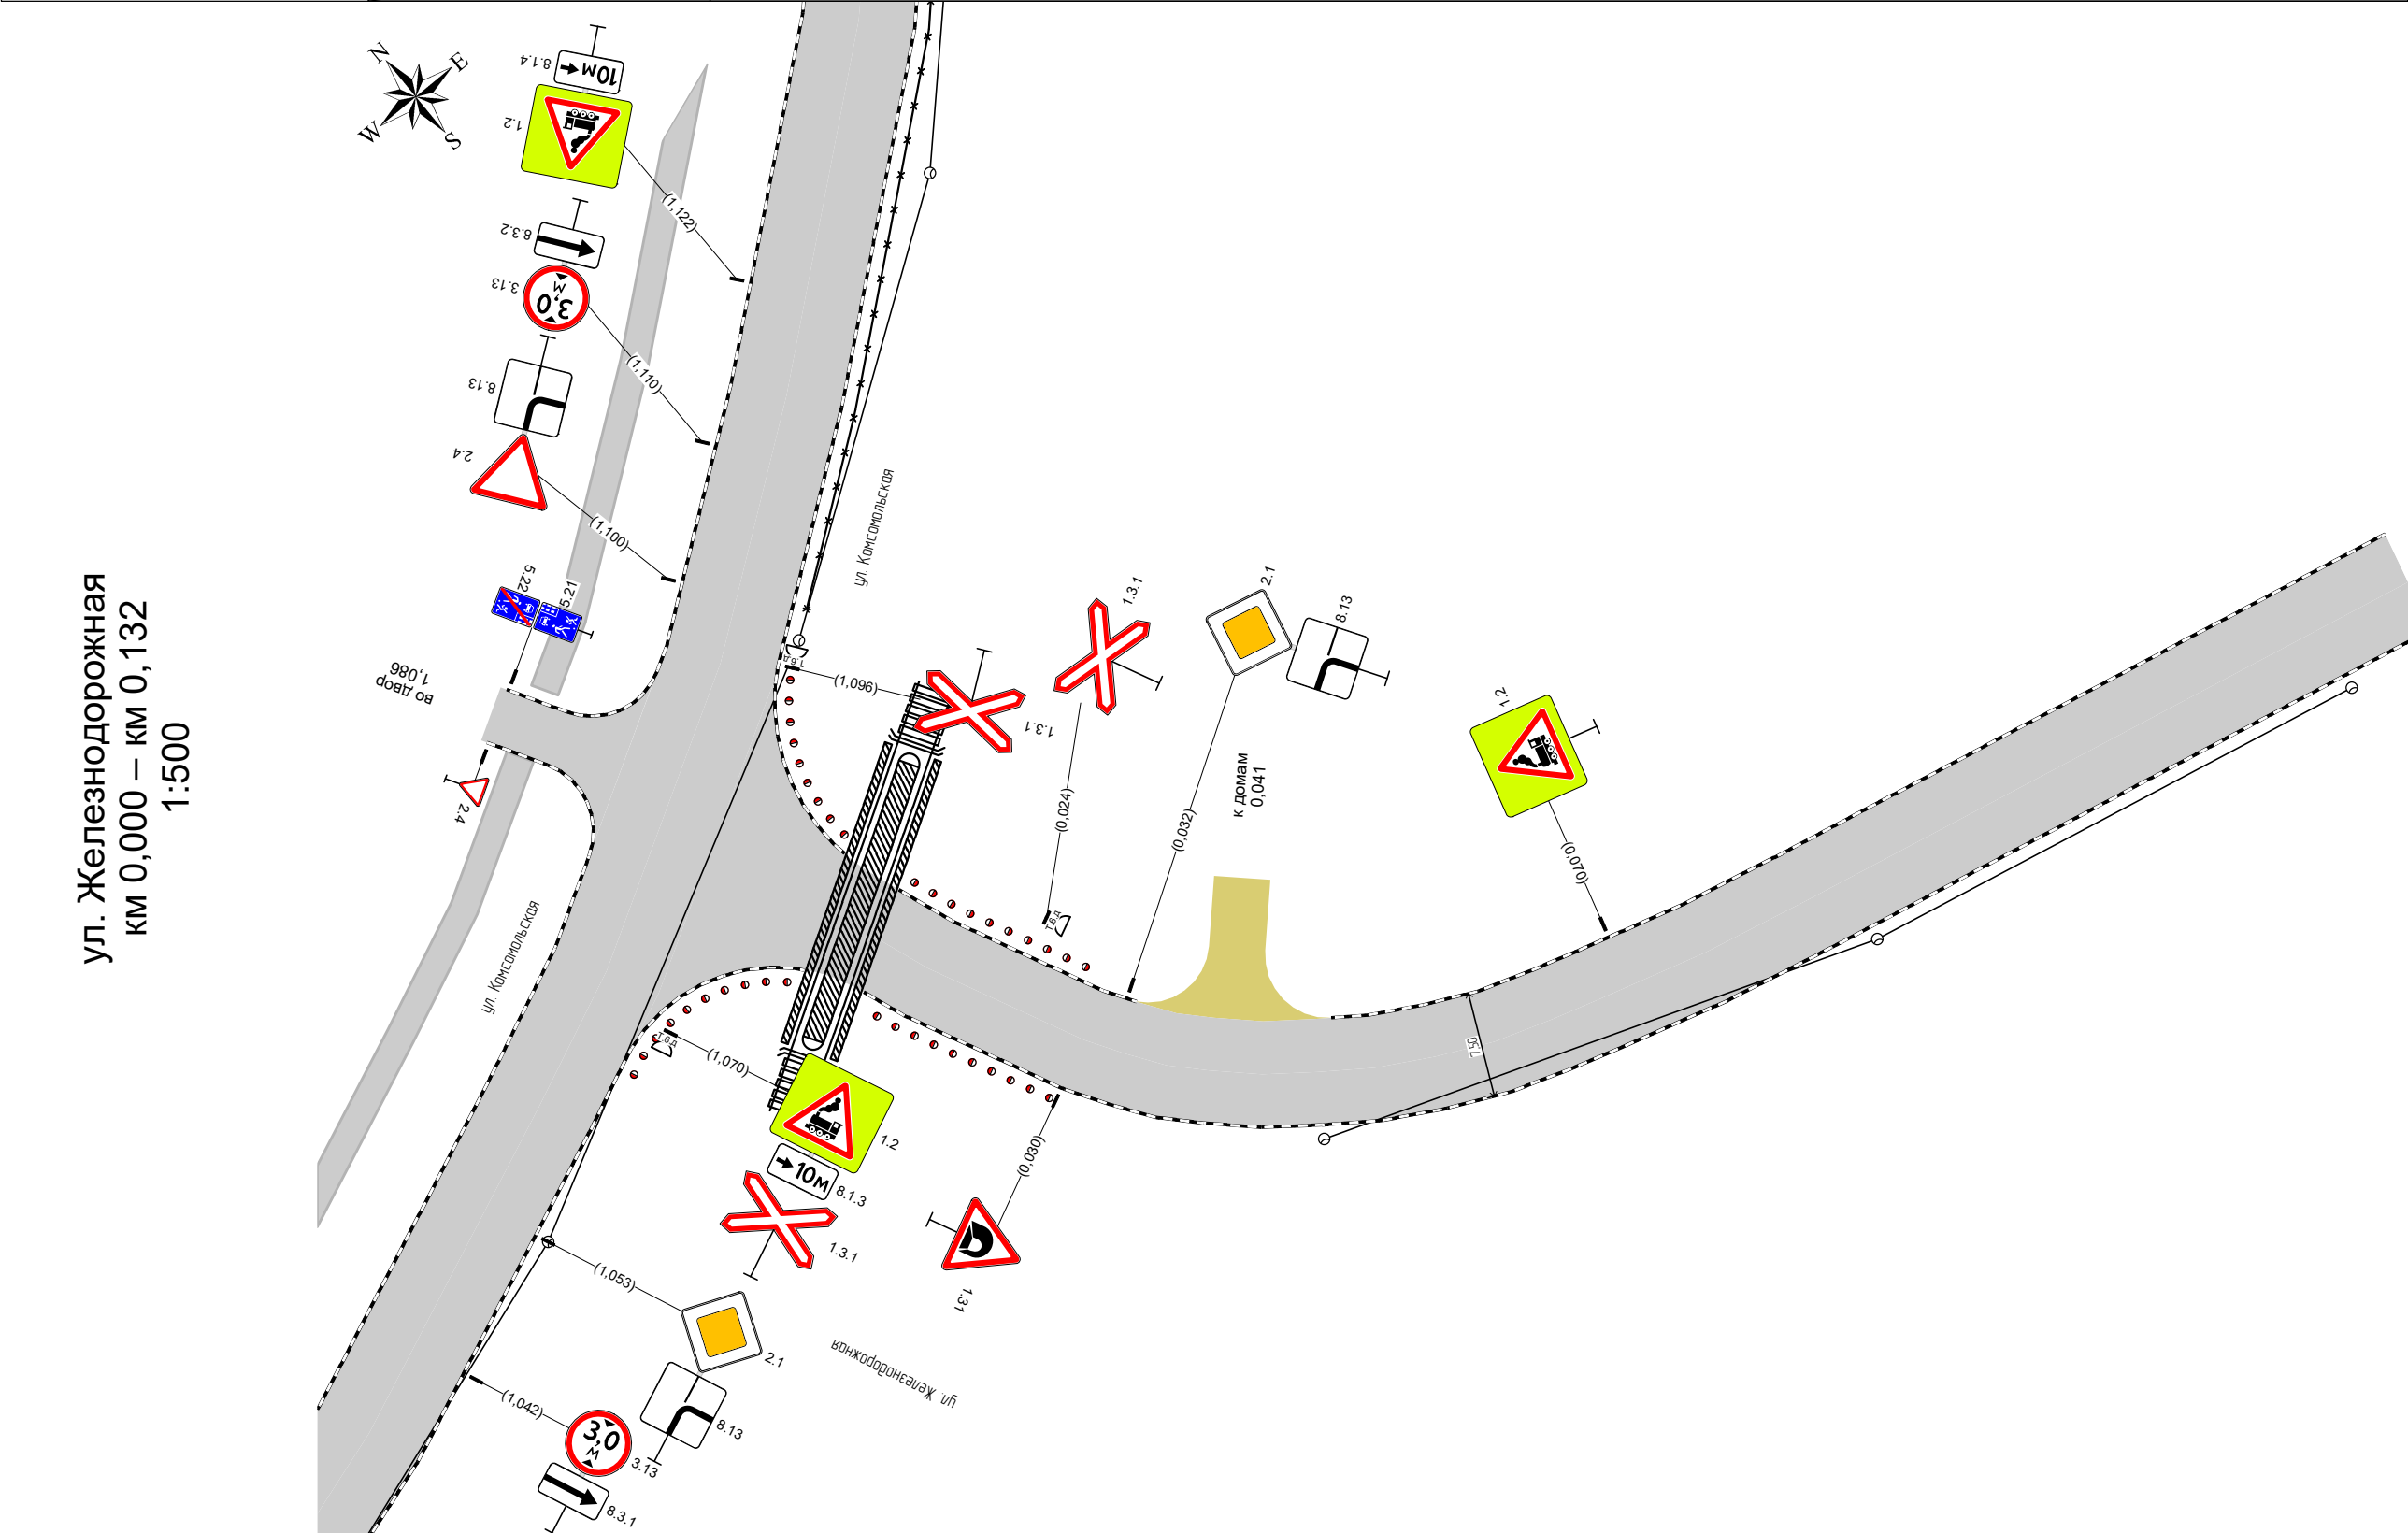 ул. Железнодорожная
км 0,000 – км 0,132
1:500
N
E
W
S
8.1.4
10м
1.2
(1,122)
8.3.2
3.13
3,0
м
(1,110)
8.13
2.4
(1,100)
5.22
5.21
во двор
1,086
2.4
ул. Комсомольская
ул. Комсомольская
Т.6.д
(1,096)
1.3.1
1.3.1
(0,024)
Т.6.д
2.1
8.13
(0,032)
к домам
0,041
1.2
(0,070)
7.50
Т.6.д
(1,070)
1.2
10м
8.1.3
1.3.1
(0,030)
1.31
(1,053)
2.1
8.13
ул. Железнодорожная
(1,042)
3,0
м
3.13
8.3.1